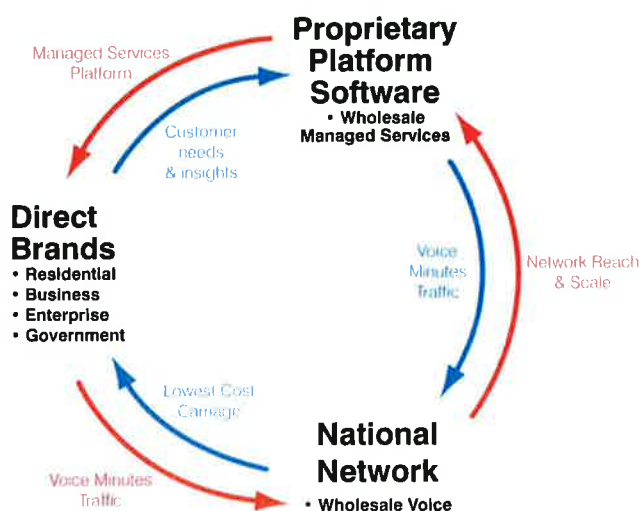 Proprietary
Platform
Software
• Wholesale
Managed Services
Managed Services
Platform
Customer
needs
& insights
Direct
Brands
• Residential
• Business
• Enterprise
• Government
Voice
Minutes
Traffic
Network Reach
& Scale
Lowest Cost
Carriage
National
Network
• Wholesale Voice
Voice Minutes
Traffic